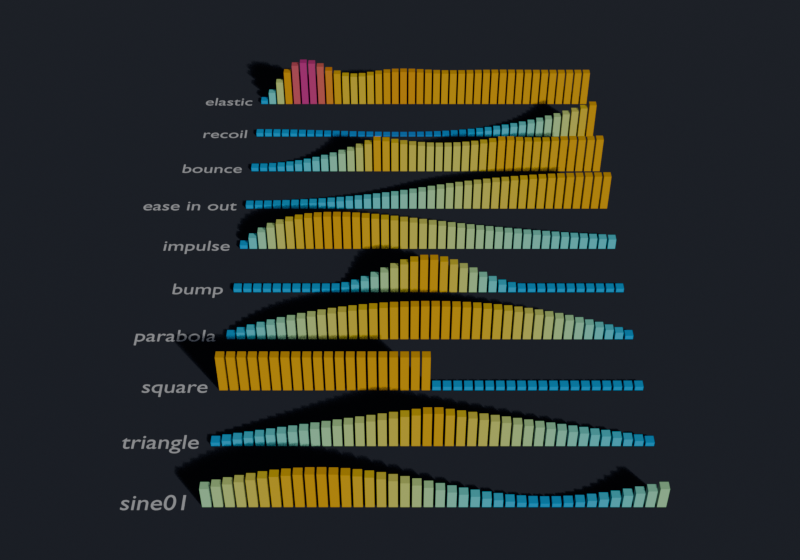 elastic
recoil
bounce
ease in out
impulse
bump
parabola
square
triangle
sine01